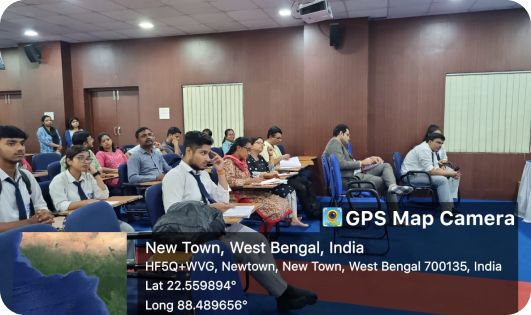 GPS Map Camera
New Town, West Bengal, India
HF5Q+WVG, Newtown, New Town, West Bengal 700135, India
Lat 22.559894°
Long 88.489656°